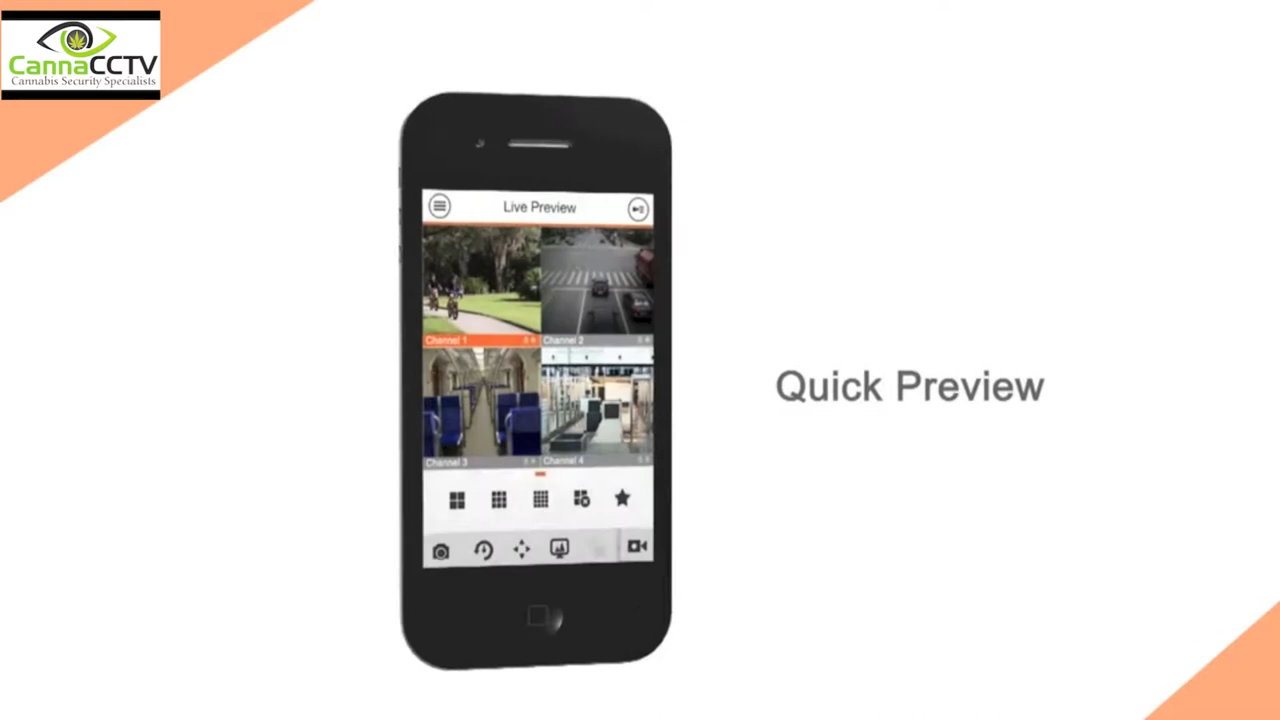 CannaCCTV
Cannabis Security Specialists
Live Preview
Channel 1
Channel 2
Channel 3
Channel 4
Quick Preview